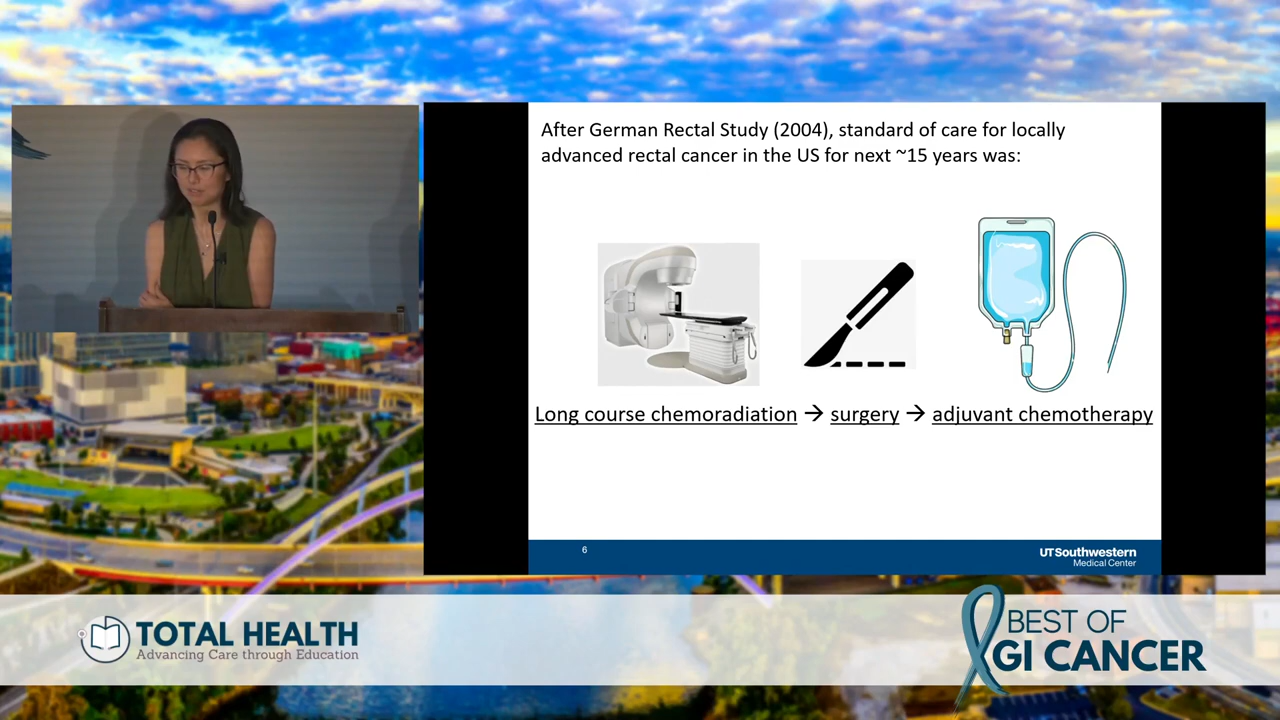 After German Rectal Study (2004), standard of care for locally
advanced rectal cancer in the US for next ~15 years was:
Long course chemoradiation → surgery → adjuvant chemotherapy
6
UTSouthwestern
Medical Center
TOTAL HEALTH
Advancing Care through Education
BEST OF
GI CANCER